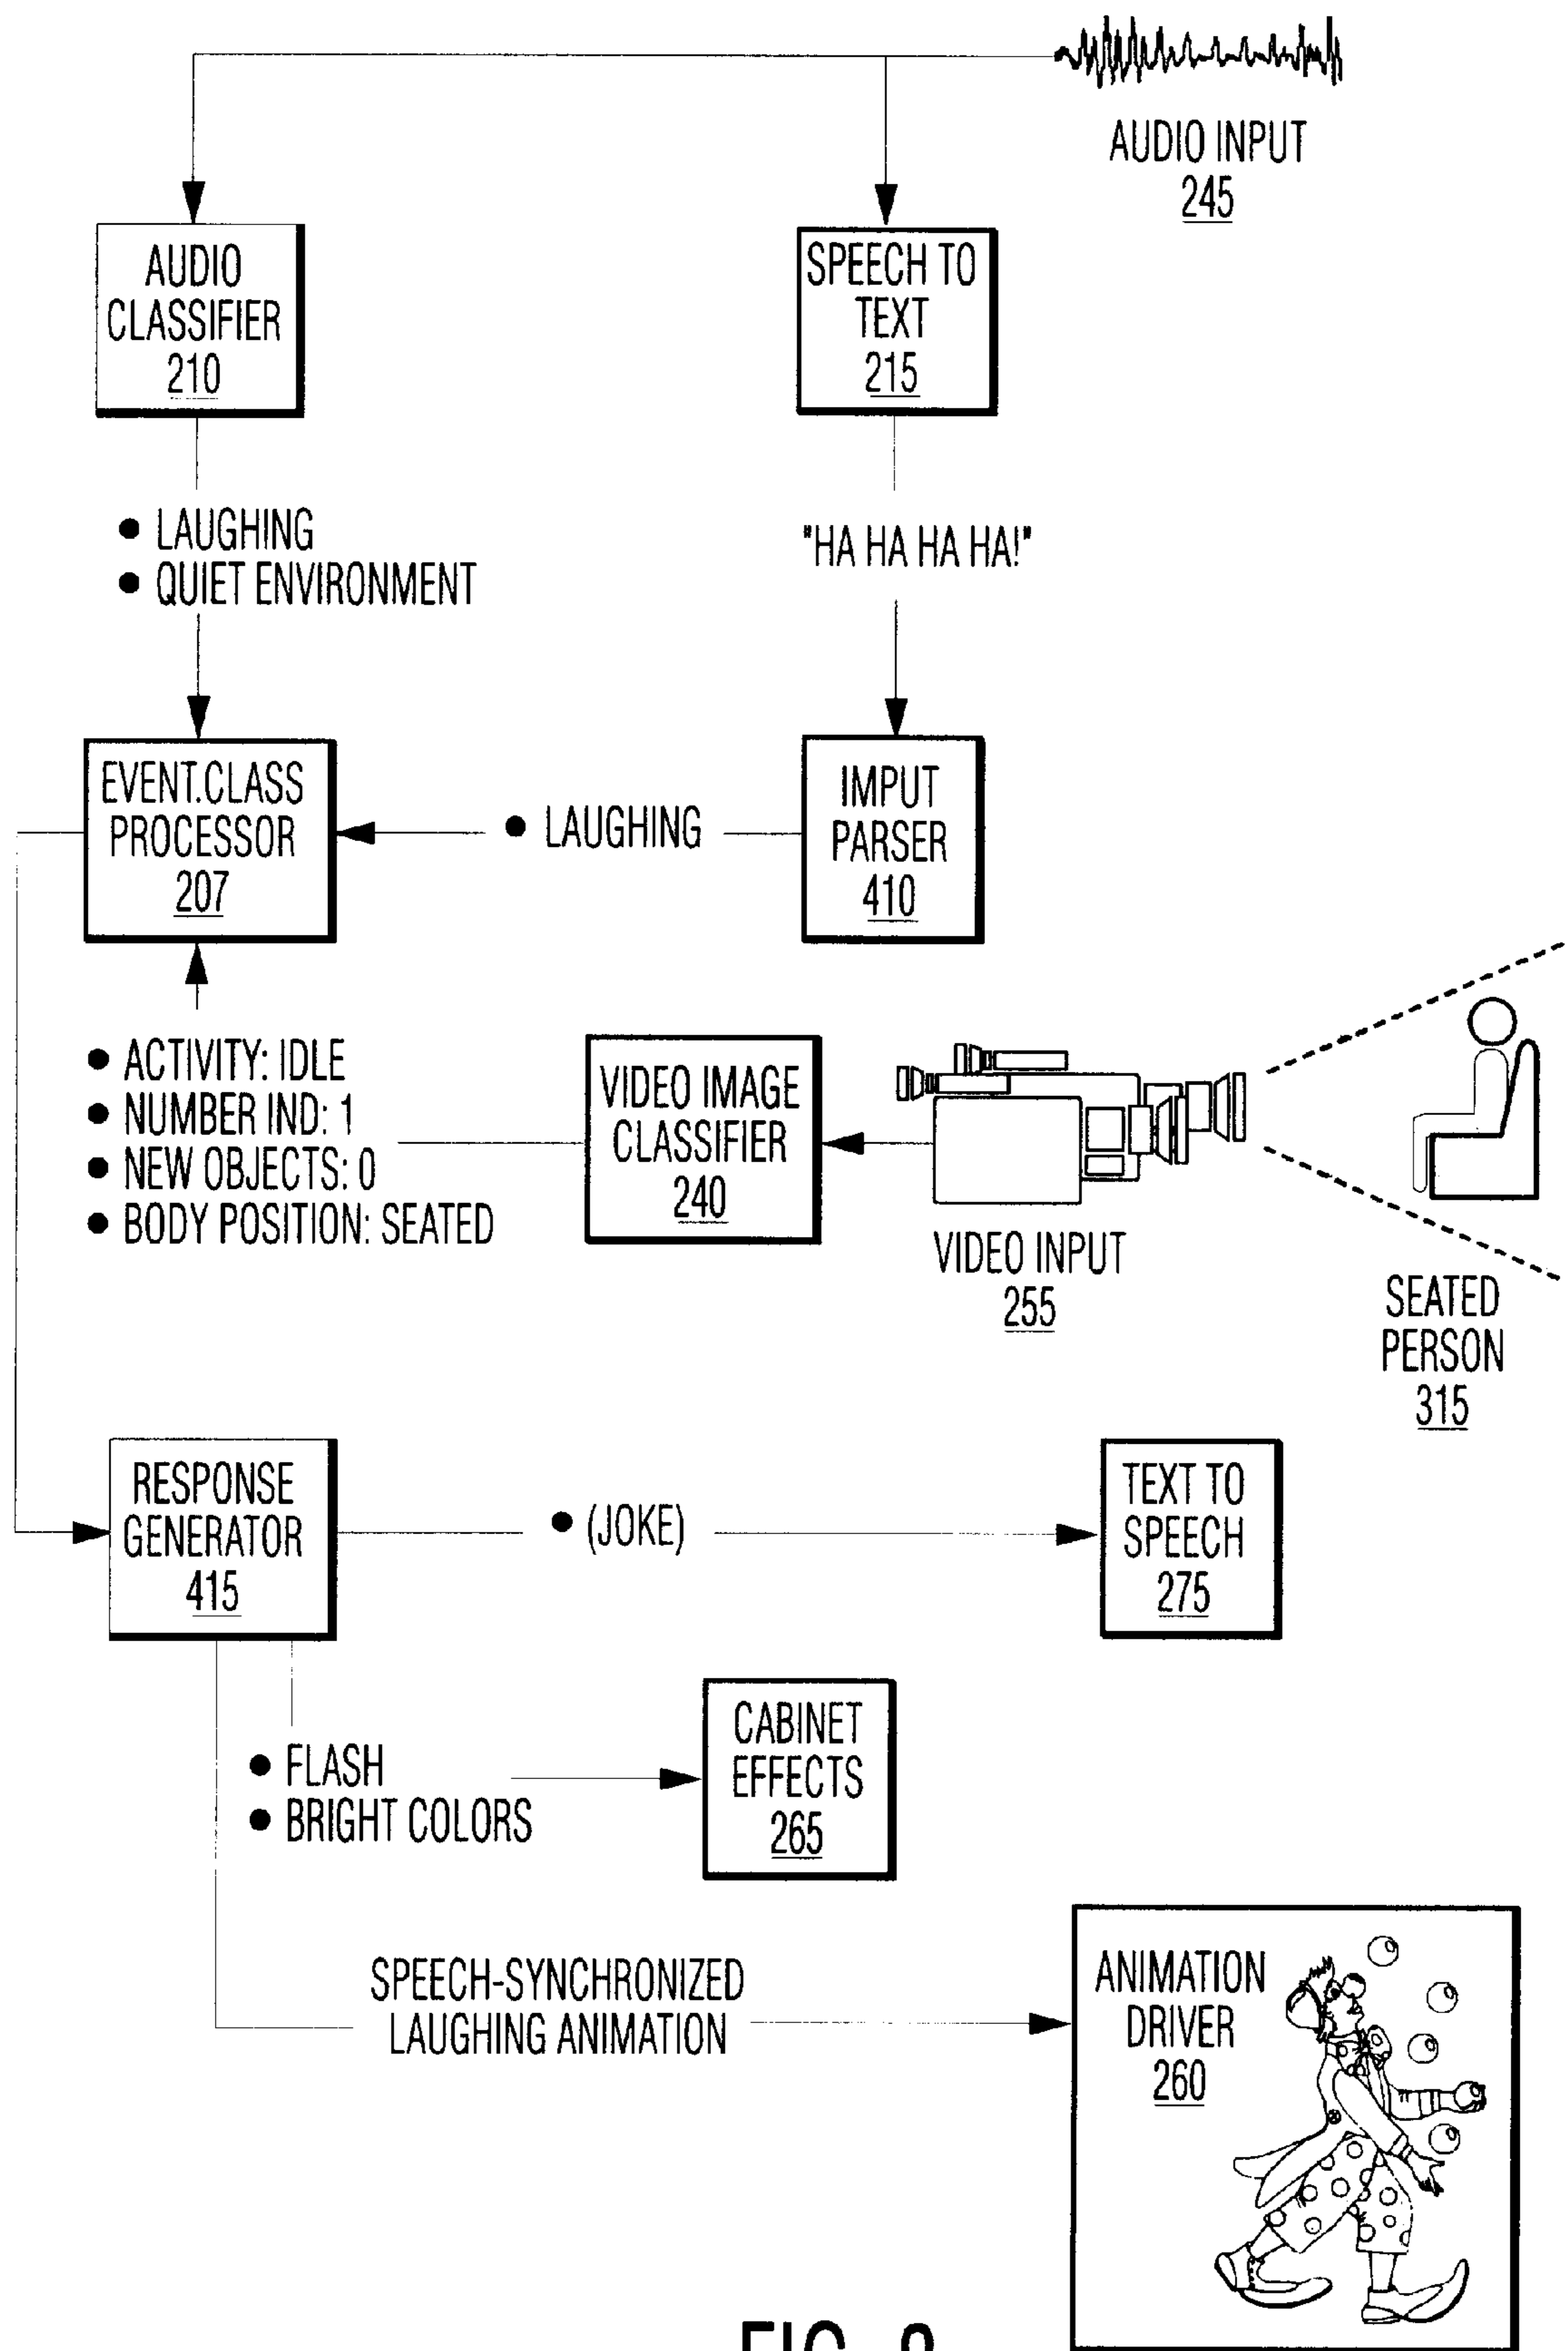 AUDIO INPUT
245
AUDIO
CLASSIFIER
210
SPEECH TO
TEXT
215
• LAUGHING
• QUIET ENVIRONMENT
"HA HA HA HA!"
EVENT.CLASS
PROCESSOR
207
• LAUGHING
IMPUT
PARSER
410
• ACTIVITY: IDLE
• NUMBER IND: 1
• NEW OBJECTS: 0
• BODY POSITION: SEATED
VIDEO IMAGE
CLASSIFIER
240
VIDEO INPUT
255
SEATED
PERSON
315
RESPONSE
GENERATOR
415
• (JOKE)
TEXT TO
SPEECH
275
• FLASH
• BRIGHT COLORS
CABINET
EFFECTS
265
SPEECH-SYNCHRONIZED
LAUGHING ANIMATION
ANIMATION
DRIVER
260
FIG.